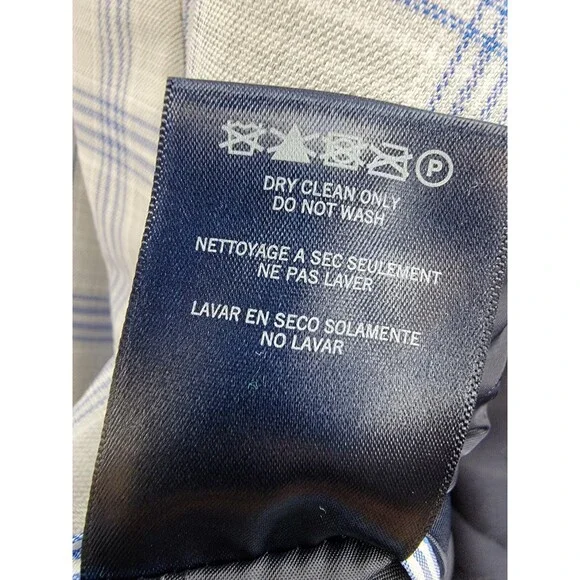 P
DRY CLEAN ONLY
DO NOT WASH
NETTOYAGE A SEC SEULEMENT
NE PAS LAVER
LAVAR EN SECO SOLAMENTE
NO LAVAR